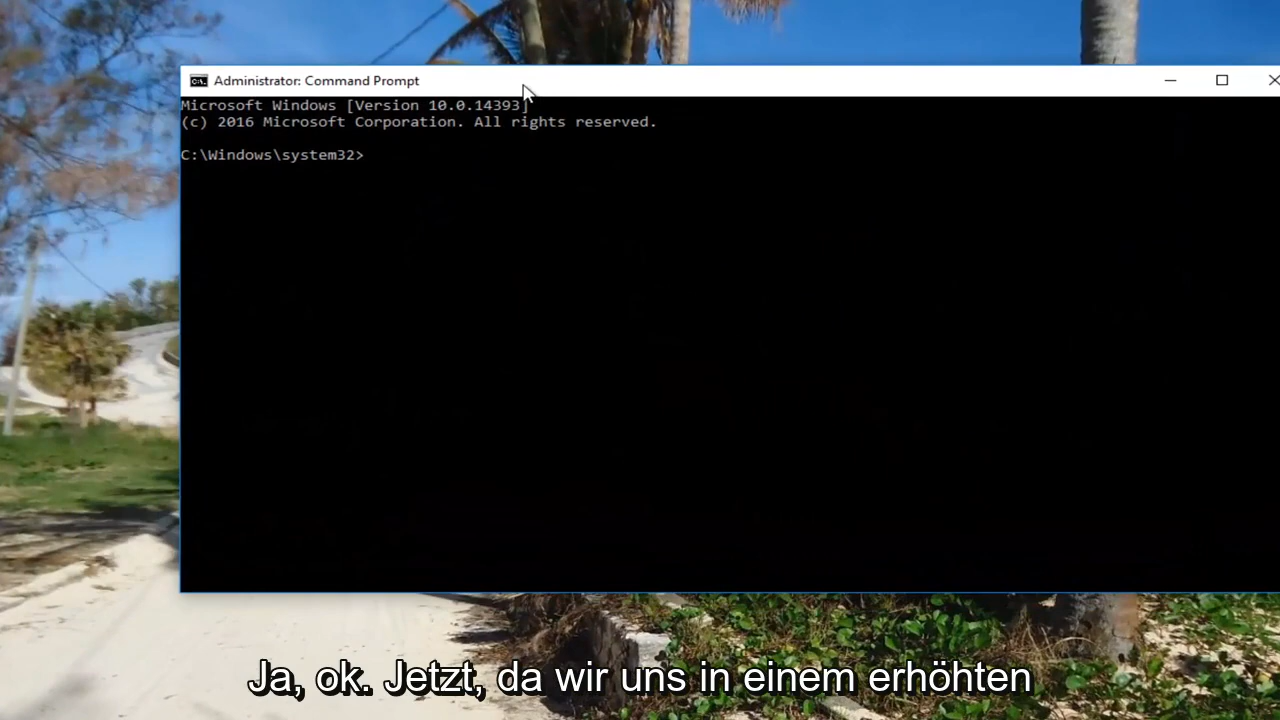 Administrator: Command Prompt
Microsoft Windows [Version 10.0.14393]
(c) 2016 Microsoft Corporation. All rights reserved.
C:\Windows\system32>
Ja, ok. Jetzt, da wir uns in einem erhöhten